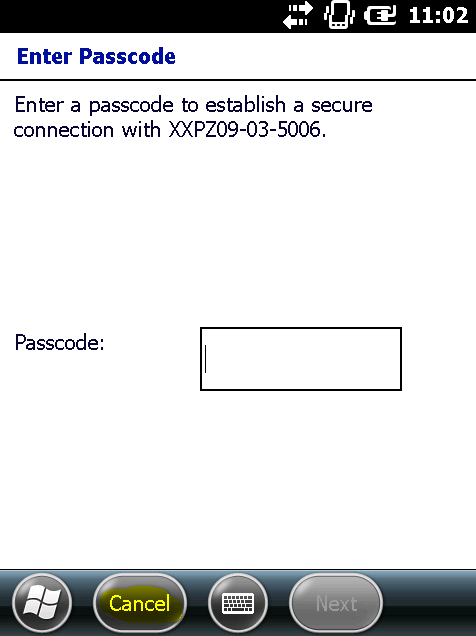 11:02
Enter Passcode
Enter a passcode to establish a secure
connection with XXPZ09-03-5006.
Passcode:
Cancel
Next